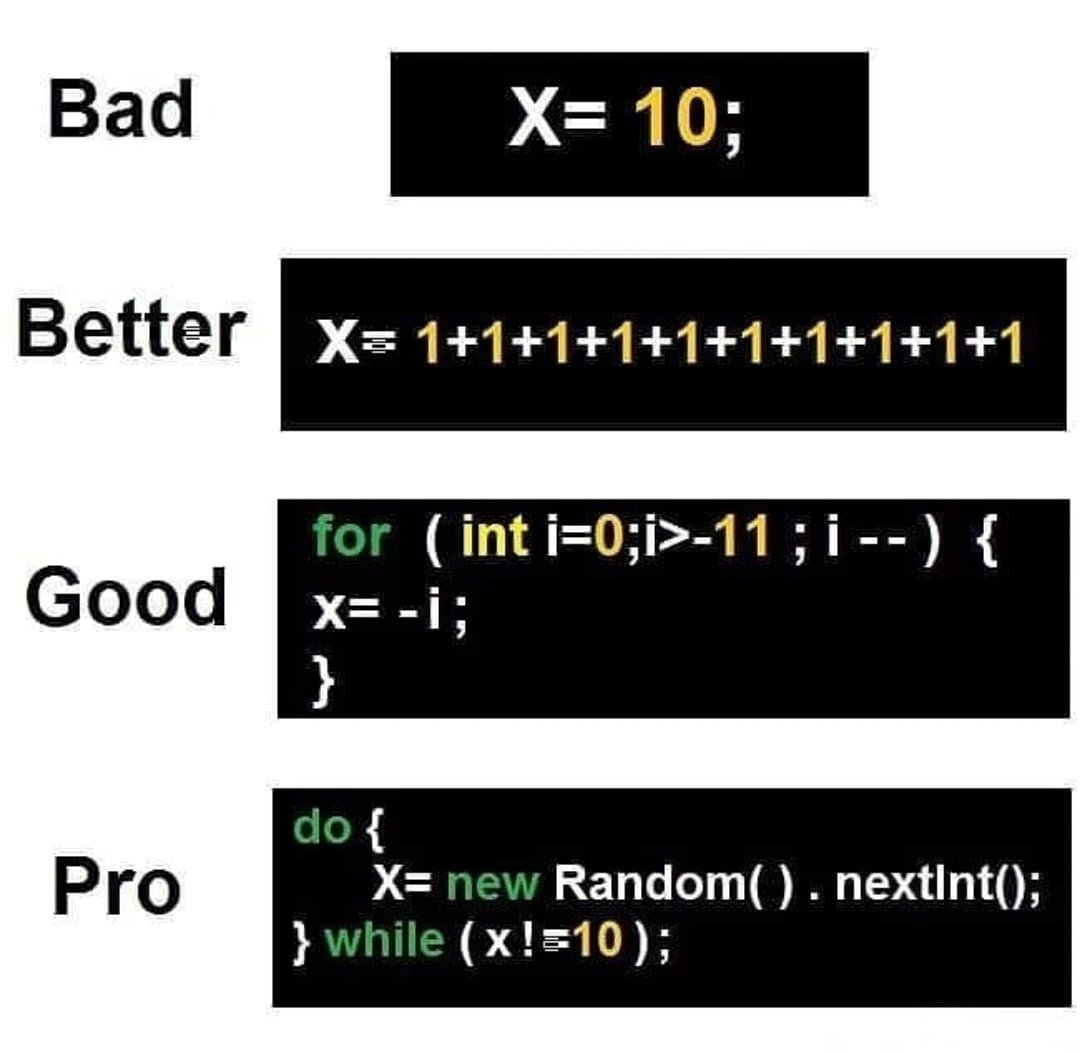 Bad
X= 10;
Better
X= 1+1+1+1+1+1+1+1+1+1
Good
for ( int i=0;i>-11 ; i -- ) {
x= -i ;
}
Pro
do {
X= new Random( ) . nextInt();
} while ( x !=10 ) ;